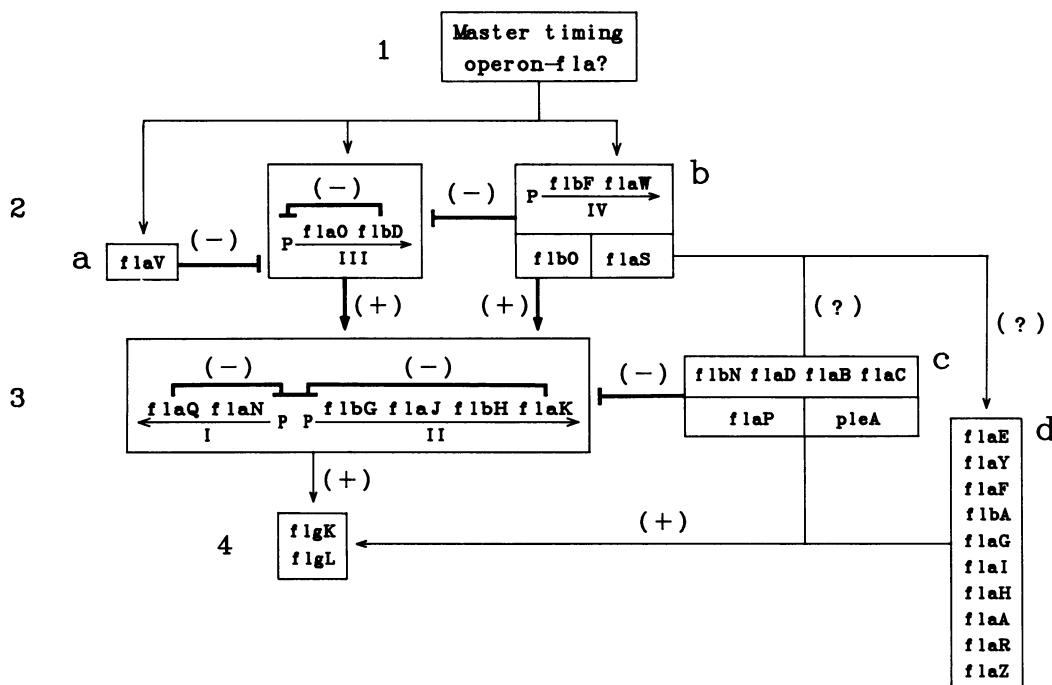 1
Master timing
operon-fla?
2
a
flaV
(-)
(-)
P flaO flbD
III
(-)
b
P flbF flaW
IV
flbO flaS
(+)
(+)
(?)
(?)
3
(-)
(-)
flaQ flaN P P flbG flaJ flbH flaK
I II
(-)
c
flbN flaD flaB flaC
flaP pleA
d
flaE
flaY
flaF
flbA
flaG
flaI
flaH
flaA
flaR
flaZ
(+)
4
flgK
flgL
(+)